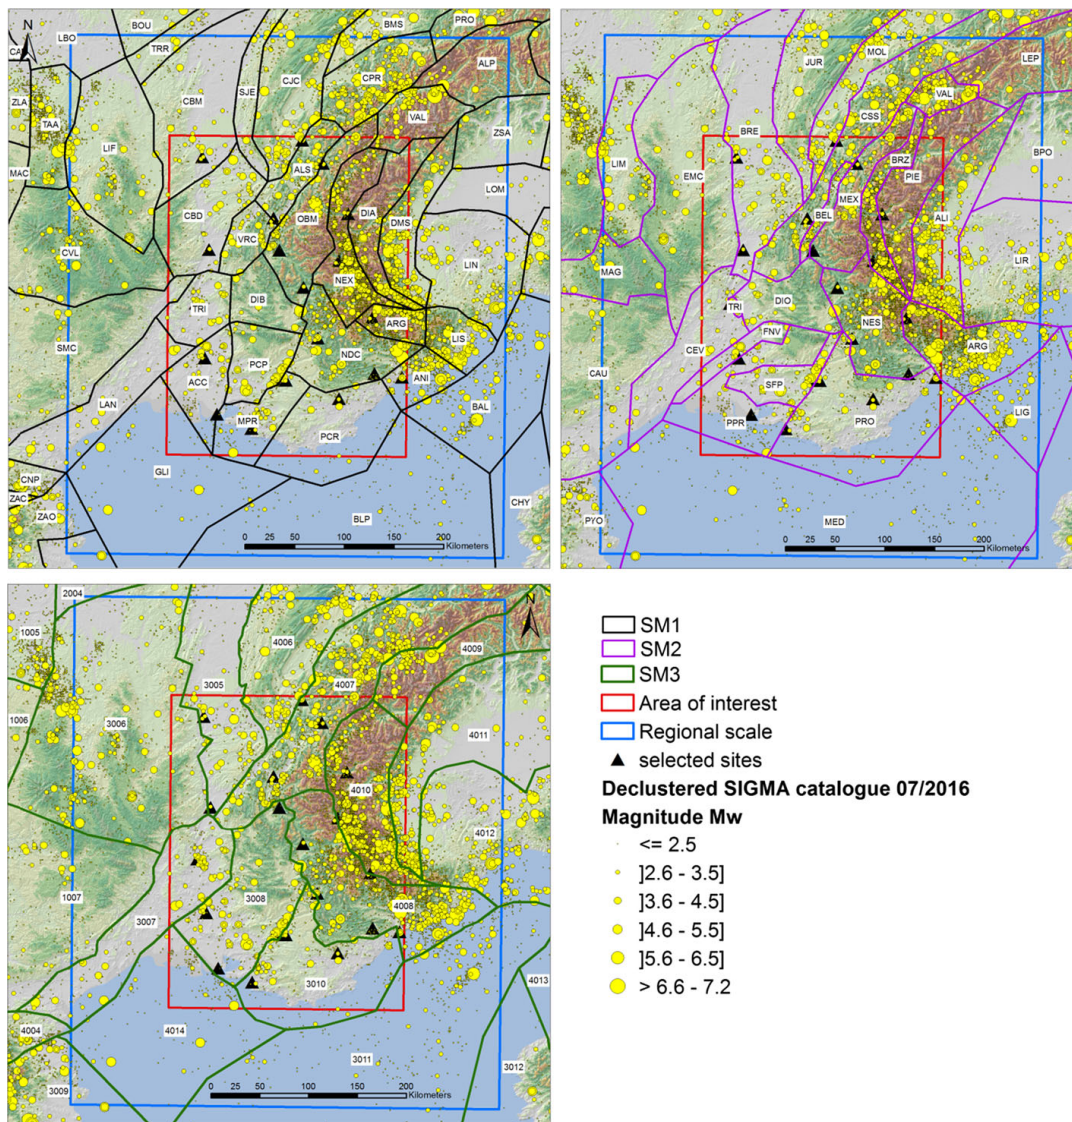 N
LBO
BOU
TRR
CBM
SJE
CJC
BMS
PRO
ALP
CPR
VAL
ZSA
ZLA
TAA
MAC
LIF
CVL
ALS
LOM
CBD
OBM
DIA
DMS
VRC
LIN
TRI
DIB
NEX
ARG
LIS
SMC
NDC
ACC
PCP
ANI
LAN
MPR
PCR
BAL
GLI
CNP
ZAC
ZAO
BLP
CHY
0 25 50 100 150 200
Kilometers
JUR
MOL
LEP
VAL
CSS
BRE
LIM
EMC
BRZ
PIE
BPO
MEX
BEL
ALI
MAG
LIR
TRI
DIO
FNV
NES
ARG
CEV
CAU
SFP
LIG
PPR
PRO
PYO
MED
0 25 50 100 150 200
Kilometers
N
2004
1005
4006
4009
3005
4007
1006
3006
4011
4010
4012
1007
3007
3008
4008
3010
4013
4004
4014
3011
3012
3009
0 25 50 100 150 200
Kilometers
SM1
SM2
SM3
Area of interest
Regional scale
selected sites
Declustered SIGMA catalogue 07/2016
Magnitude Mw
<= 2.5
]2.6 - 3.5]
]3.6 - 4.5]
]4.6 - 5.5]
]5.6 - 6.5]
> 6.6 - 7.2